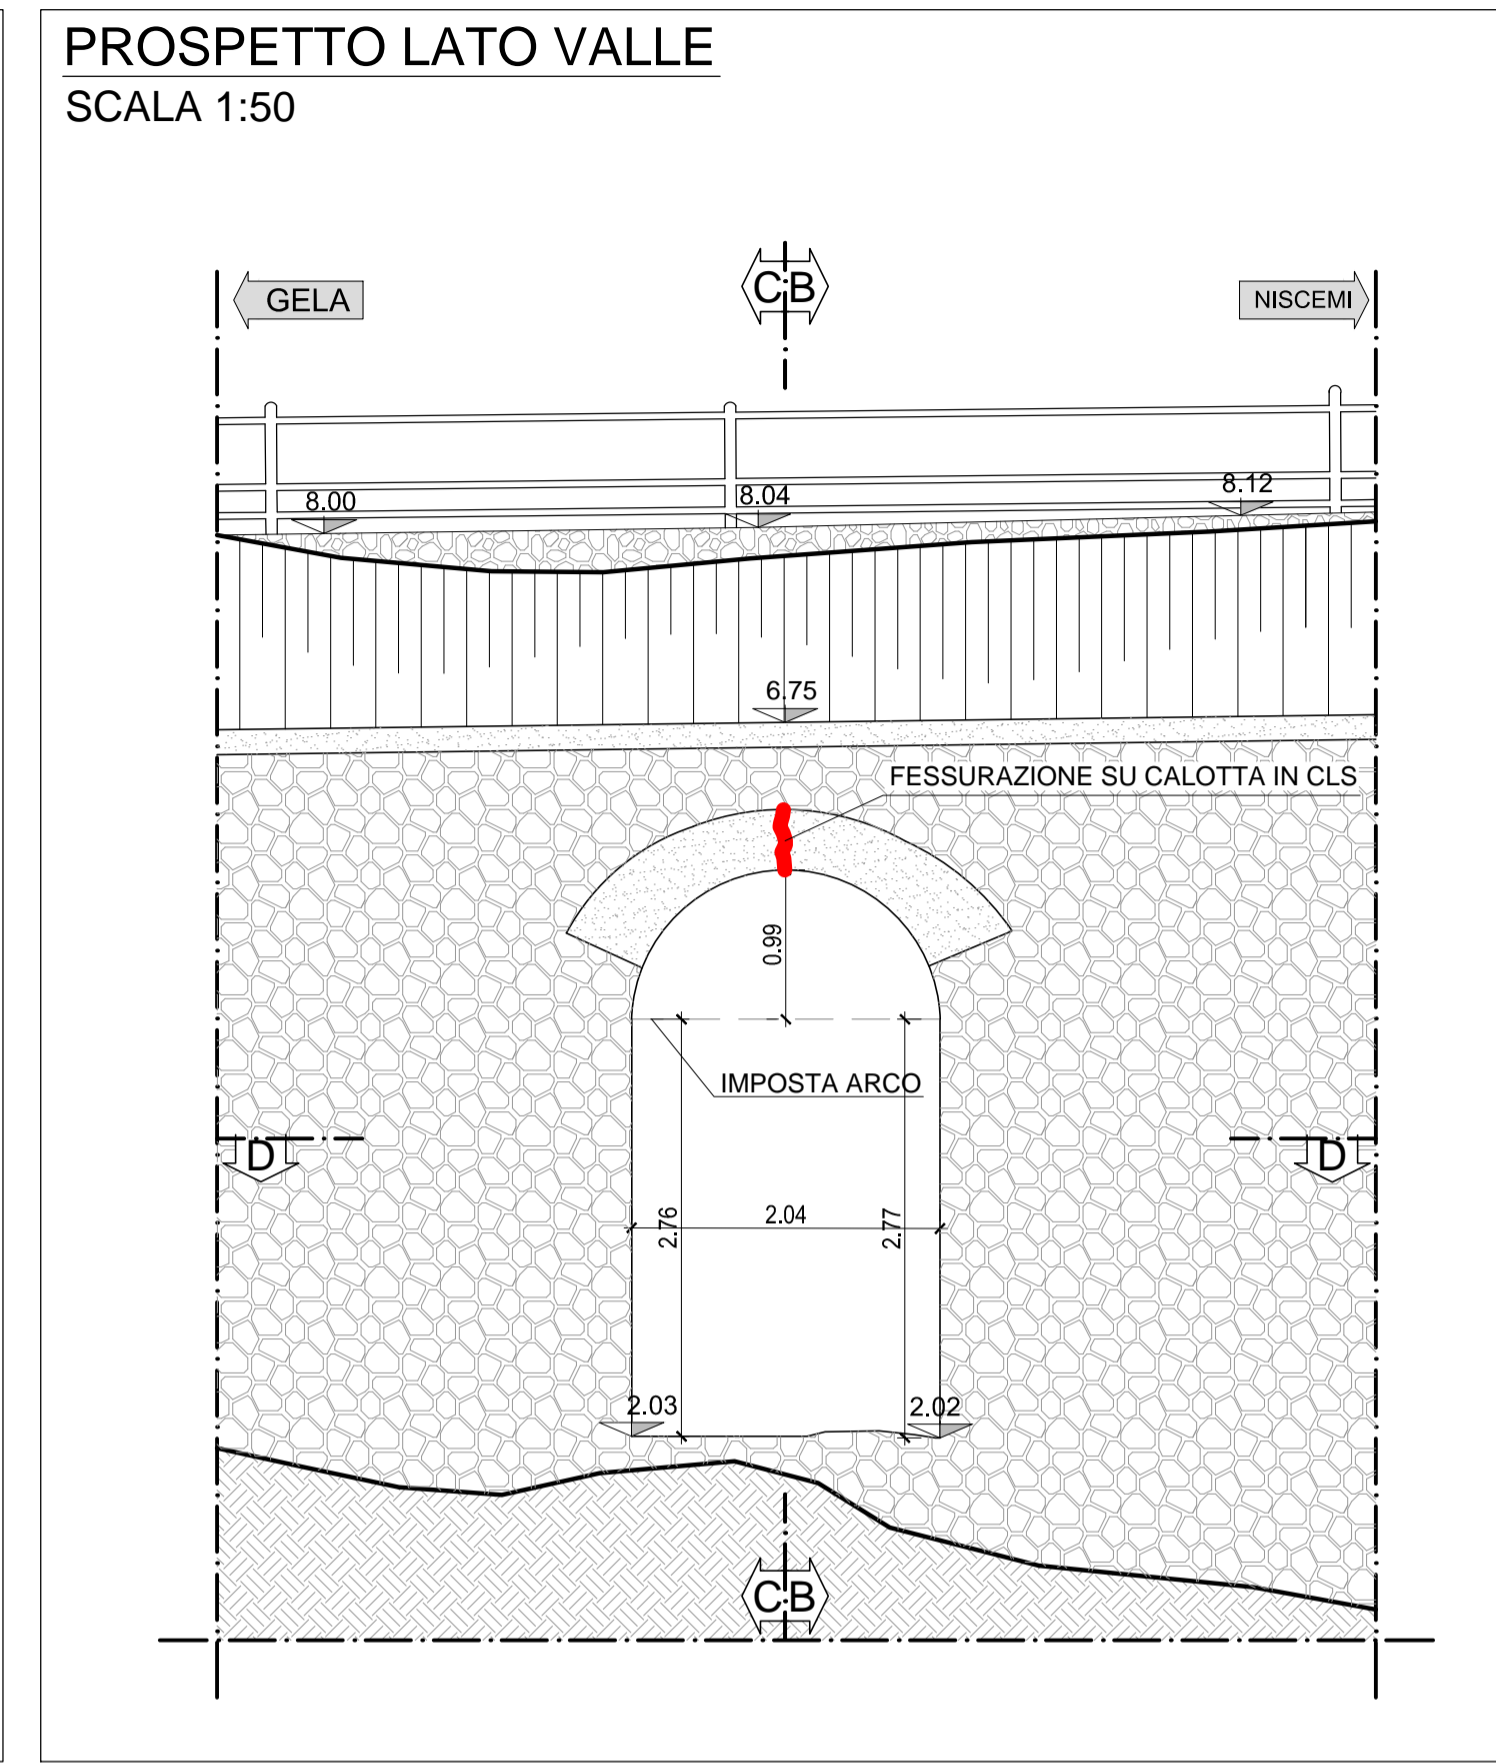 PROSPETTO LATO VALLE
SCALA 1:50
GELA
C B
NISCEMI
8.00
8.04
8.12
6.75
FESSURAZIONE SU CALOTTA IN CLS
0.99
IMPOSTA ARCO
D
D
2.76
2.04
2.77
2.03
2.02
C B